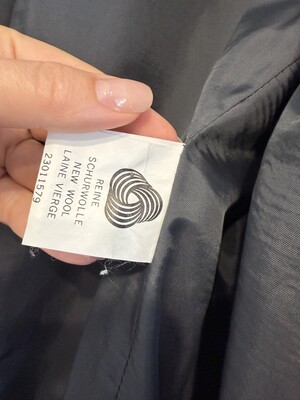 REINE
SCHURWOLLE
NEW WOOL
LAINE VIERGE
23011579